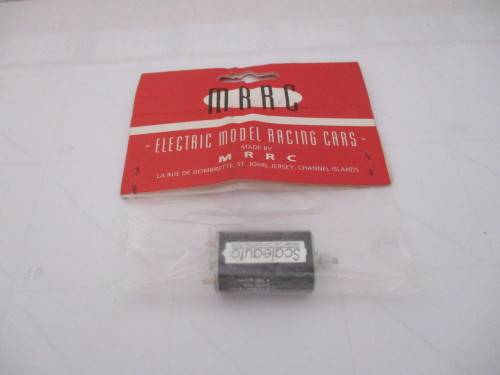 MRRC
- ELECTRIC MODEL RACING CARS -
MADE BY
MRRC
LA RUE DE GOMBRETTE, ST. JOHN, JERSEY, CHANNEL ISLANDS
Scaleauto